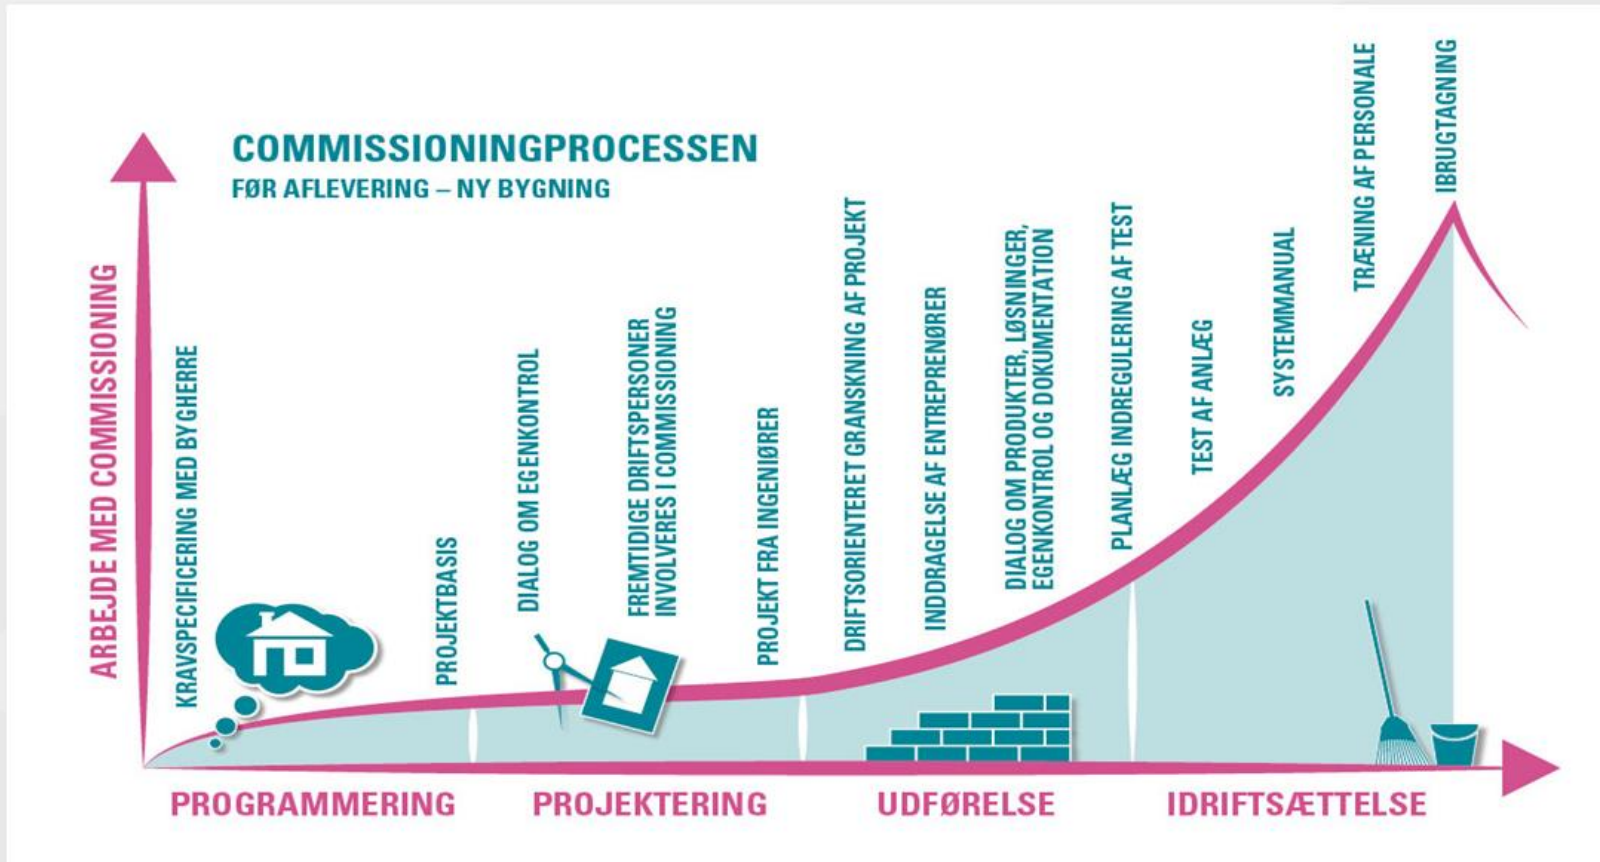 COMMISSIONINGPROCESSEN
FØR AFLEVERING – NY BYGNING
ARBEJDE MED COMMISSIONING
KRAVSPECIFICERING MED BYGHERRE
PROJEKTBASIS
DIALOG OM EGENKONTROL
FREMTIDIGE DRIFTSPERSONER
INVOLVERES I COMMISSIONING
PROJEKT FRA INGENIØRER
DRIFTSORIENTERET GRANSKNING AF PROJEKT
INDDRAGELSE AF ENTREPRENØRER
DIALOG OM PRODUKTER, LØSNINGER,
EGENKONTROL OG DOKUMENTATION
PLANLÆG INDREGULERING AF TEST
TEST AF ANLÆG
SYSTEMMANUAL
TRÆNING AF PERSONALE
IBRUGTAGNING
PROGRAMMERING
PROJEKTERING
UDFØRELSE
IDRIFTSÆTTELSE